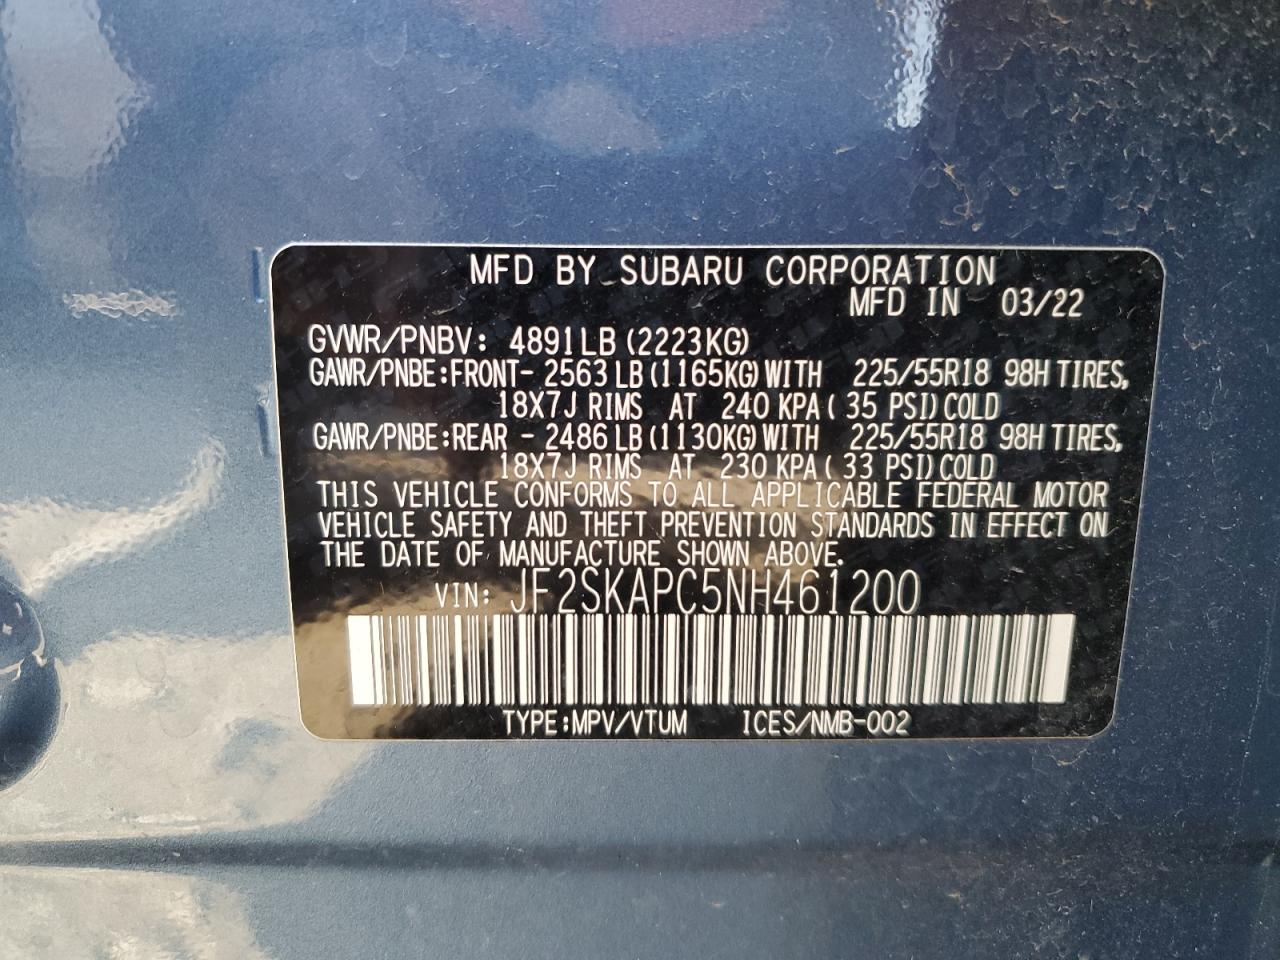 MFD BY SUBARU CORPORATION
MFD IN 03/22
GVWR/PNBV: 4891LB (2223KG)
GAWR/PNBE:FRONT- 2563 LB (1165KG) WITH 225/55R18 98H TIRES,
18X7J RIMS AT 240 KPA ( 35 PSI) COLD
GAWR/PNBE:REAR - 2486 LB (1130KG) WITH 225/55R18 98H TIRES,
18X7J RIMS AT 230 KPA ( 33 PSI) COLD
THIS VEHICLE CONFORMS TO ALL APPLICABLE FEDERAL MOTOR
VEHICLE SAFETY AND THEFT PREVENTION STANDARDS IN EFFECT ON
THE DATE OF MANUFACTURE SHOWN ABOVE.
VIN: JF2SKAPC5NH461200
TYPE:MPV/VTUM ICES/NMB-002